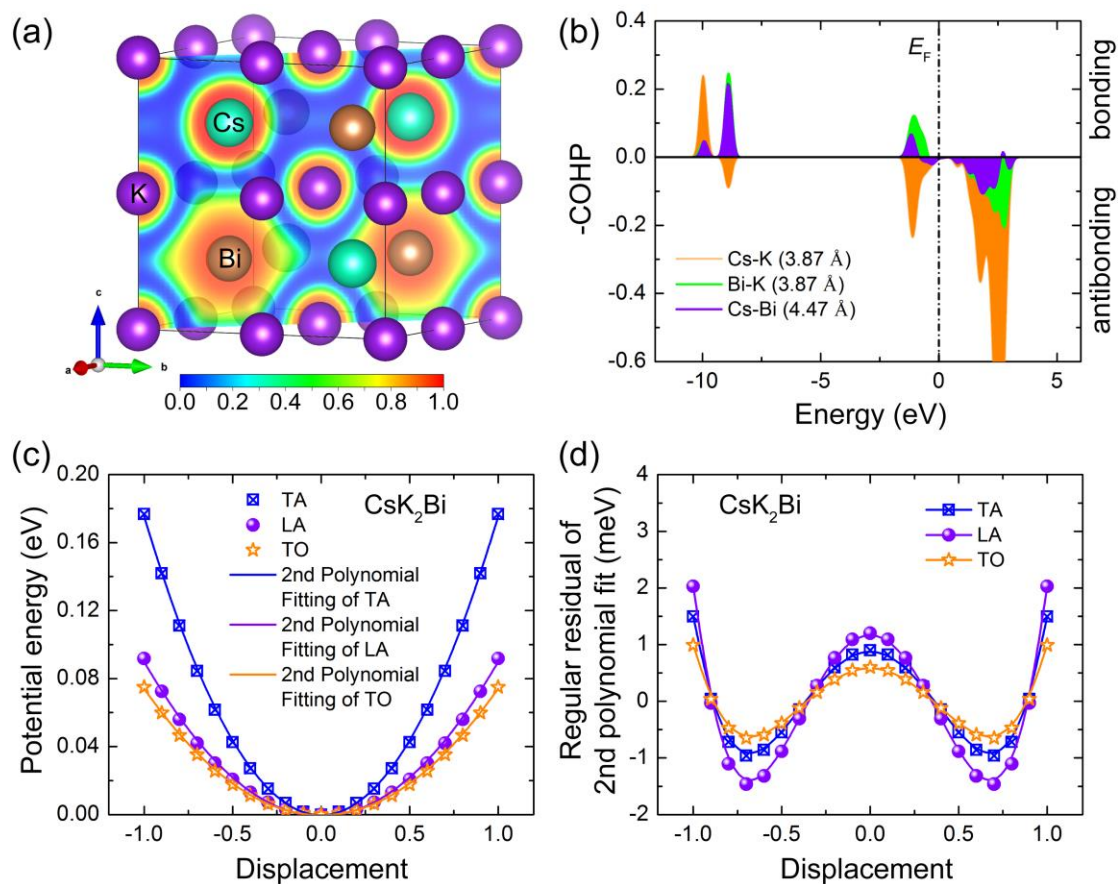 (a)
Cs
K
Bi
c
a
b
0.0 0.2 0.4 0.6 0.8 1.0
(b)
0.4
0.2
0.0
-0.2
-0.4
-0.6
-COHP
E_F
bonding
antibonding
Cs-K (3.87 Å)
Bi-K (3.87 Å)
Cs-Bi (4.47 Å)
-10 -5 0 5
Energy (eV)
(c)
0.20
0.16
0.12
0.08
0.04
0.00
Potential energy (eV)
TA
LA
TO
2nd Polynomial
Fitting of TA
2nd Polynomial
Fitting of LA
2nd Polynomial
Fitting of TO
CsK₂Bi
-1.0 -0.5 0.0 0.5 1.0
Displacement
(d)
4
3
2
1
0
-1
-2
Regular residual of
2nd polynomial fit (meV)
CsK₂Bi
TA
LA
TO
-1.0 -0.5 0.0 0.5 1.0
Displacement